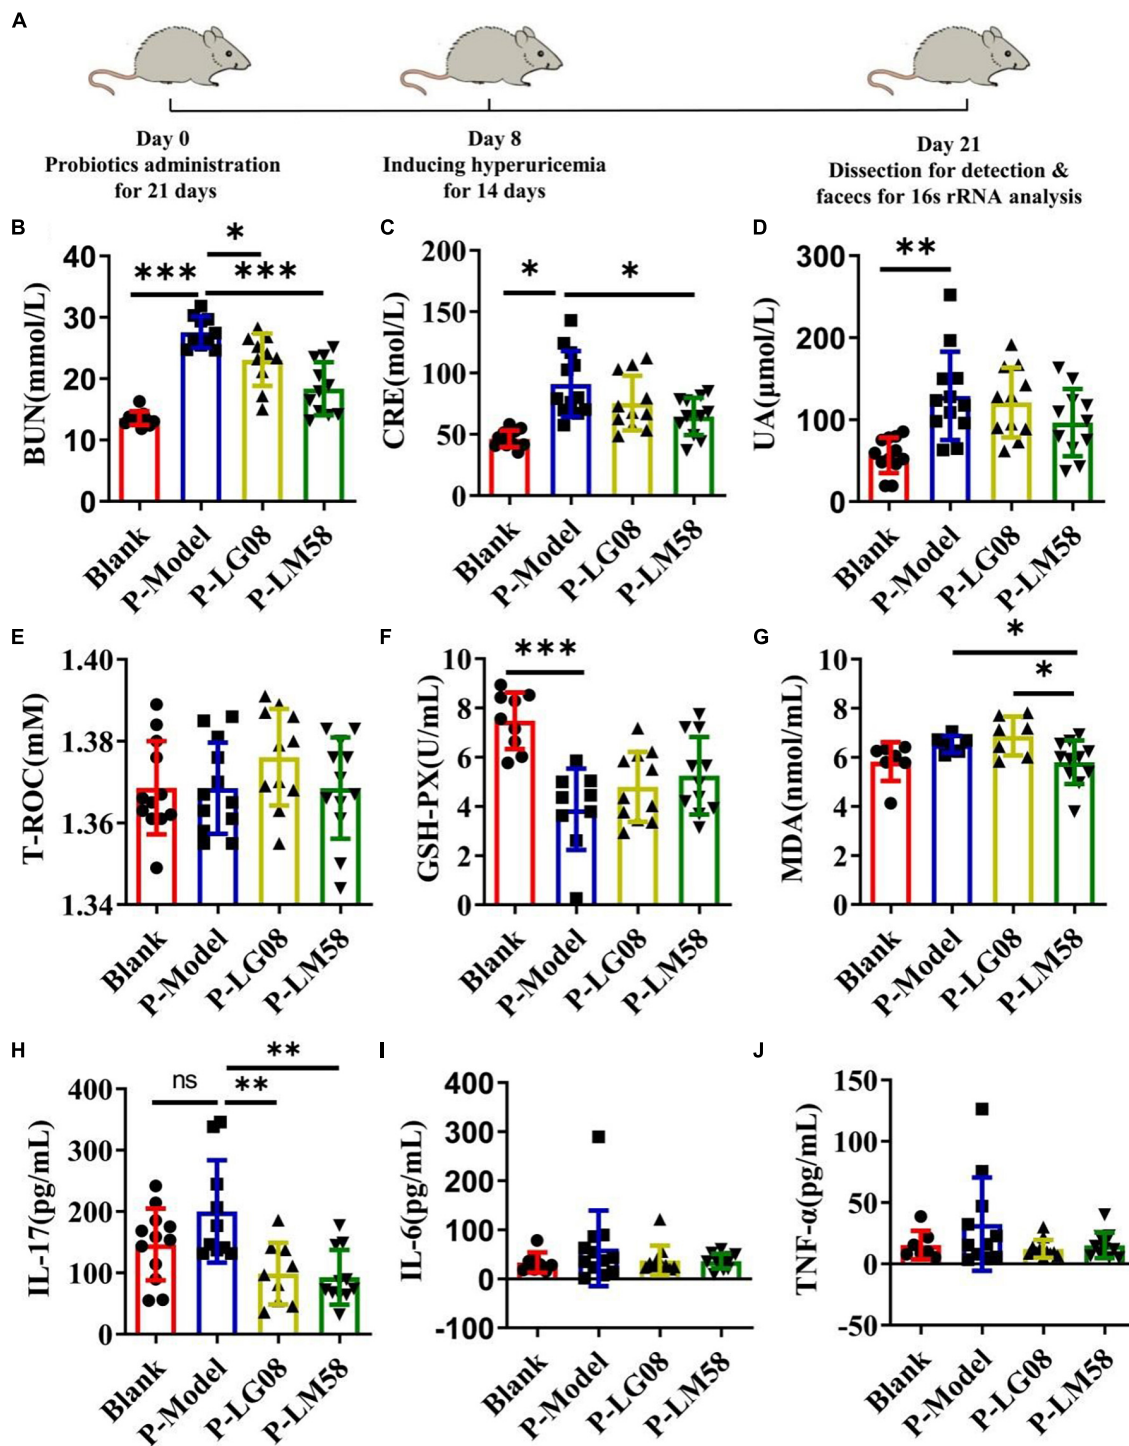 A
Day 0
Probiotics administration
for 21 days
Day 8
Inducing hyperuricemia
for 14 days
Day 21
Dissection for detection &
facecs for 16s rRNA analysis
B
BUN(mmol/L)
40
30
20
10
0
***
*
***
Blank
P-Model
P-LG08
P-LM58
C
CRE(mol/L)
200
150
100
50
0
*
*
Blank
P-Model
P-LG08
P-LM58
D
UA(μmol/L)
300
200
100
0
**
Blank
P-Model
P-LG08
P-LM58
E
T-ROC(mM)
1.40
1.38
1.36
1.34
Blank
P-Model
P-LG08
P-LM58
F
GSH-PX(U/mL)
10
8
6
4
2
0
***
Blank
P-Model
P-LG08
P-LM58
G
MDA(nmol/mL)
10
8
6
4
2
0
*
*
Blank
P-Model
P-LG08
P-LM58
H
IL-17(pg/mL)
400
300
200
100
0
ns
**
**
Blank
P-Model
P-LG08
P-LM58
I
IL-6(pg/mL)
400
300
200
100
0
-100
Blank
P-Model
P-LG08
P-LM58
J
TNF-α(pg/mL)
150
100
50
0
-50
Blank
P-Model
P-LG08
P-LM58